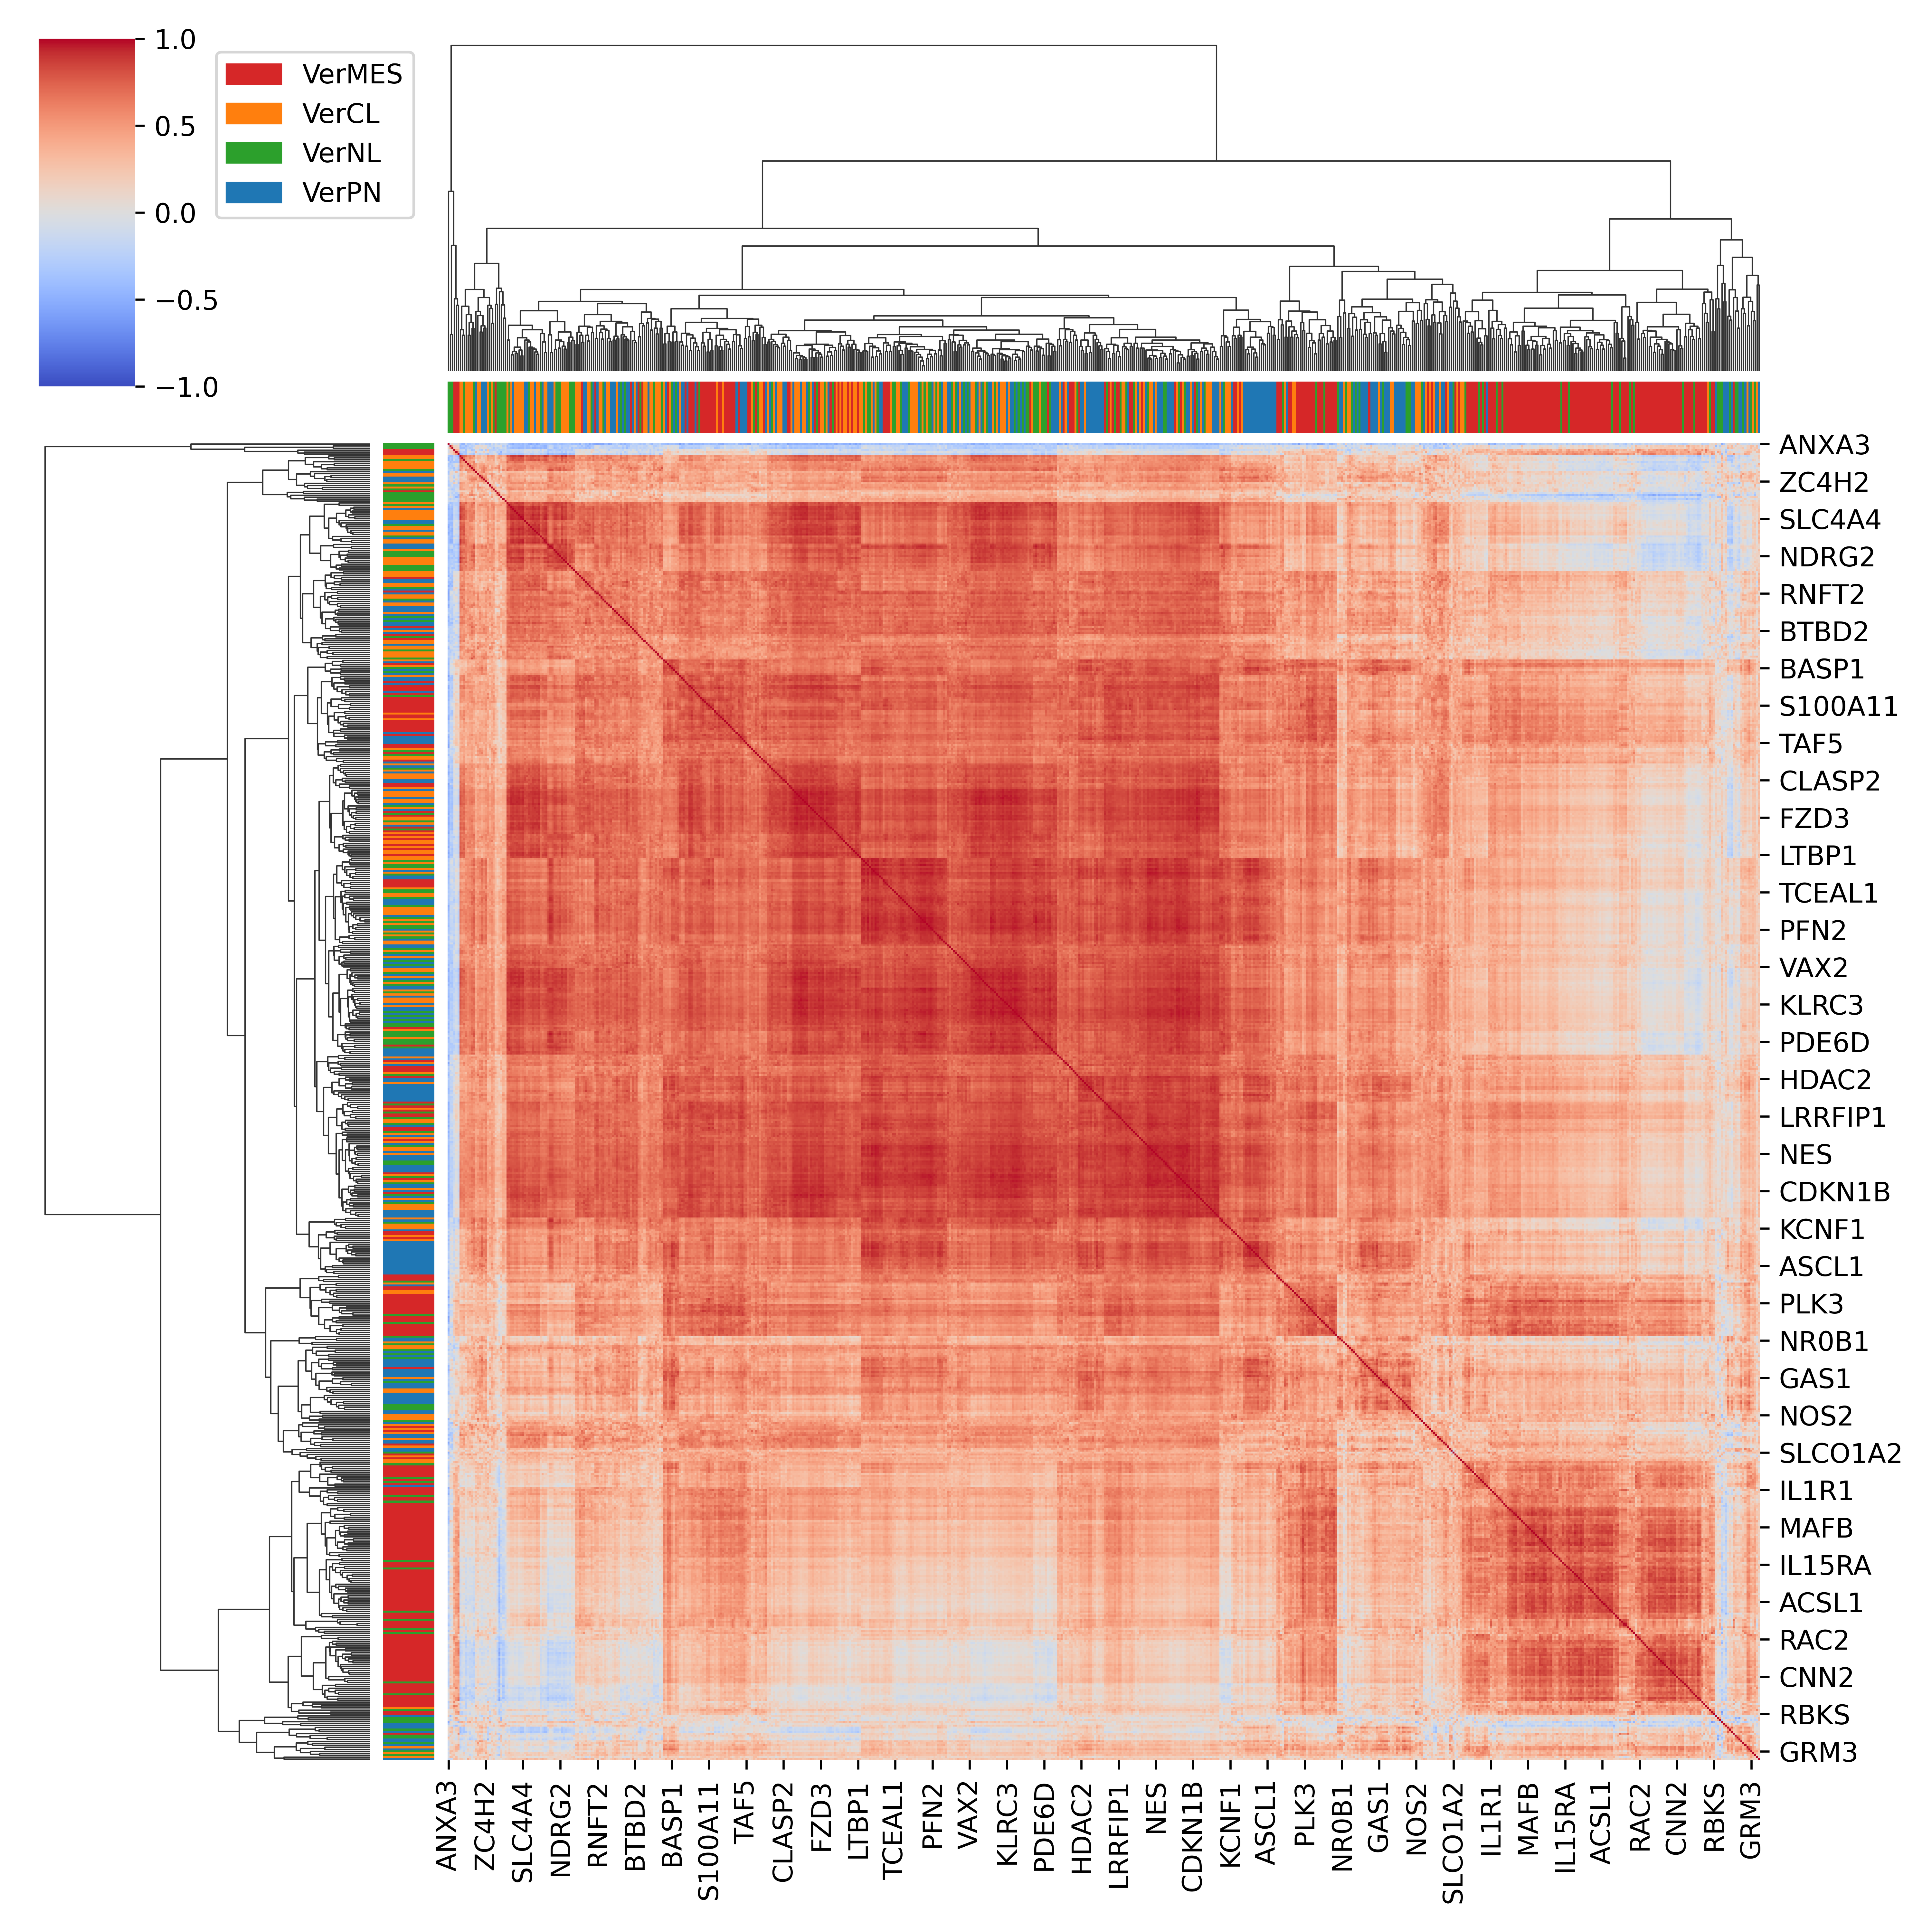 1.0
0.5
0.0
−0.5
−1.0
VerMES
VerCL
VerNL
VerPN
ANXA3
ZC4H2
SLC4A4
NDRG2
RNFT2
BTBD2
BASP1
S100A11
TAF5
CLASP2
FZD3
LTBP1
TCEAL1
PFN2
VAX2
KLRC3
PDE6D
HDAC2
LRRFIP1
NES
CDKN1B
KCNF1
ASCL1
PLK3
NR0B1
GAS1
NOS2
SLCO1A2
IL1R1
MAFB
IL15RA
ACSL1
RAC2
CNN2
RBKS
GRM3
ANXA3
ZC4H2
SLC4A4
NDRG2
RNFT2
BTBD2
BASP1
S100A11
TAF5
CLASP2
FZD3
LTBP1
TCEAL1
PFN2
VAX2
KLRC3
PDE6D
HDAC2
LRRFIP1
NES
CDKN1B
KCNF1
ASCL1
PLK3
NR0B1
GAS1
NOS2
SLCO1A2
IL1R1
MAFB
IL15RA
ACSL1
RAC2
CNN2
RBKS
GRM3